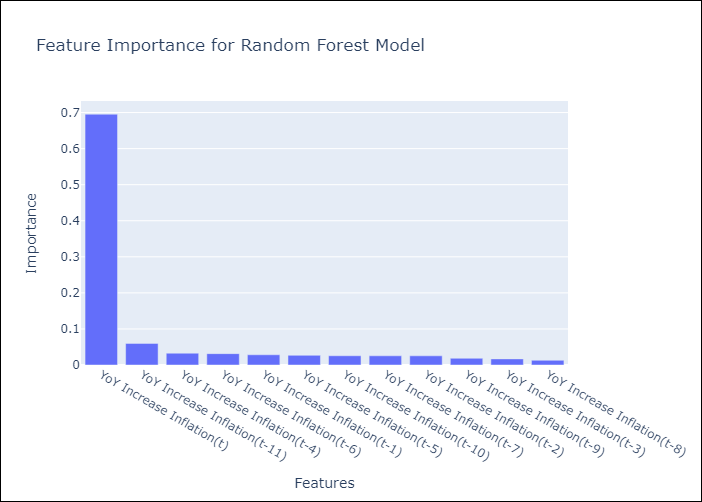 Feature Importance for Random Forest Model
Importance
0.7
0.6
0.5
0.4
0.3
0.2
0.1
0
YoY Increase Inflation(t)
YoY Increase Inflation(t-11)
YoY Increase Inflation(t-4)
YoY Increase Inflation(t-6)
YoY Increase Inflation(t-1)
YoY Increase Inflation(t-5)
YoY Increase Inflation(t-10)
YoY Increase Inflation(t-7)
YoY Increase Inflation(t-2)
YoY Increase Inflation(t-9)
YoY Increase Inflation(t-3)
YoY Increase Inflation(t-8)
Features